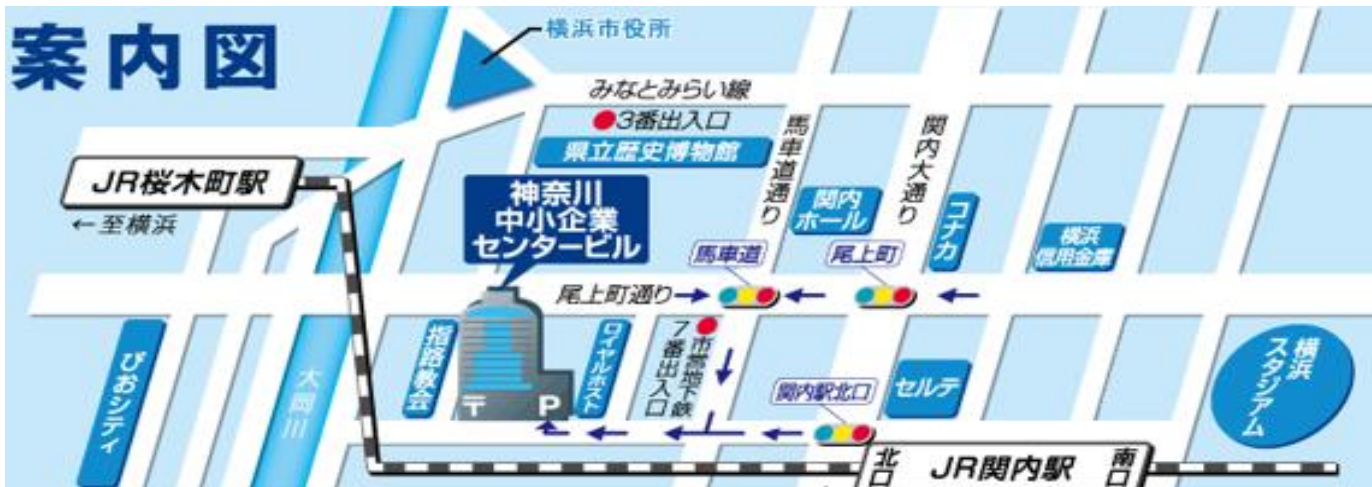 案内図
横浜市役所
みなとみらい線
●3番出入口
県立歴史博物館
馬車道通り
関内大通り
JR桜木町駅
←至横浜
神奈川
中小企業
センタービル
関内
ホール
コナカ
横浜
信用金庫
馬車道
尾上町
尾上町通り
ぴおシティ
大岡川
指路教会
〒
P
ロイヤルホスト
市営地下鉄
7番出入口
関内駅北口
セルテ
横浜
スタジアム
北口
JR関内駅
南口